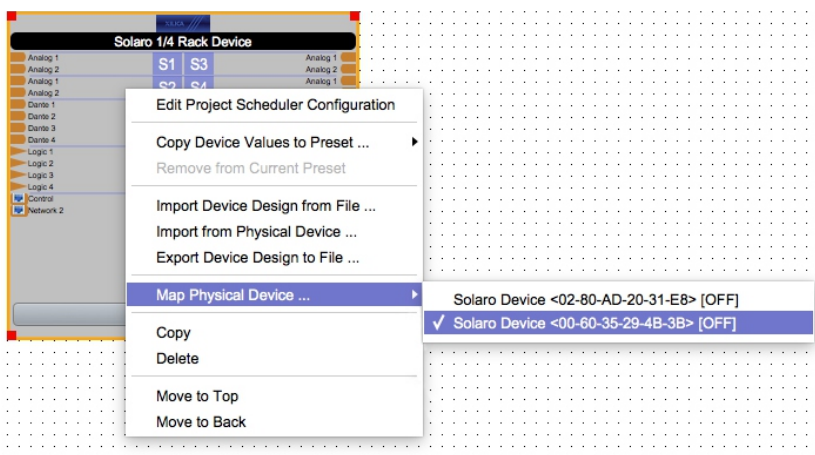 Solaro 1/4 Rack Device
Analog 1
Analog 2
Analog 1
Analog 2
Dante 1
Dante 2
Dante 3
Dante 4
Logic 1
Logic 2
Logic 3
Logic 4
Control
Network 2
S1 S3
S2 S4
Analog 1
Analog 2
Analog 1
Edit Project Scheduler Configuration
Copy Device Values to Preset ...
Remove from Current Preset
Import Device Design from File ...
Import from Physical Device ...
Export Device Design to File ...
Map Physical Device ...
Copy
Delete
Move to Top
Move to Back
Solaro Device <02-80-AD-20-31-E8> [OFF]
Solaro Device <00-60-35-29-4B-3B> [OFF]